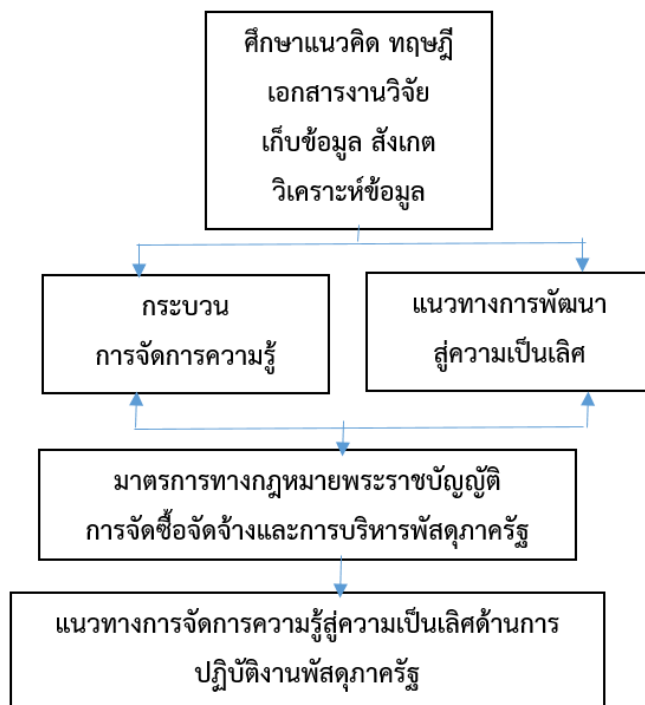 ศึกษาแนวคิด ทฤษฎี
เอกสารงานวิจัย
เก็บข้อมูล สังเกต
วิเคราะห์ข้อมูล
กระบวน
การจัดการความรู้
แนวทางการพัฒนา
สู่ความเป็นเลิศ
มาตรการทางกฎหมายพระราชบัญญัติ
การจัดซื้อจัดจ้างและการบริหารพัสดุภาครัฐ
แนวทางการจัดการความรู้สู่ความเป็นเลิศด้านการ
ปฏิบัติงานพัสดุภาครัฐ